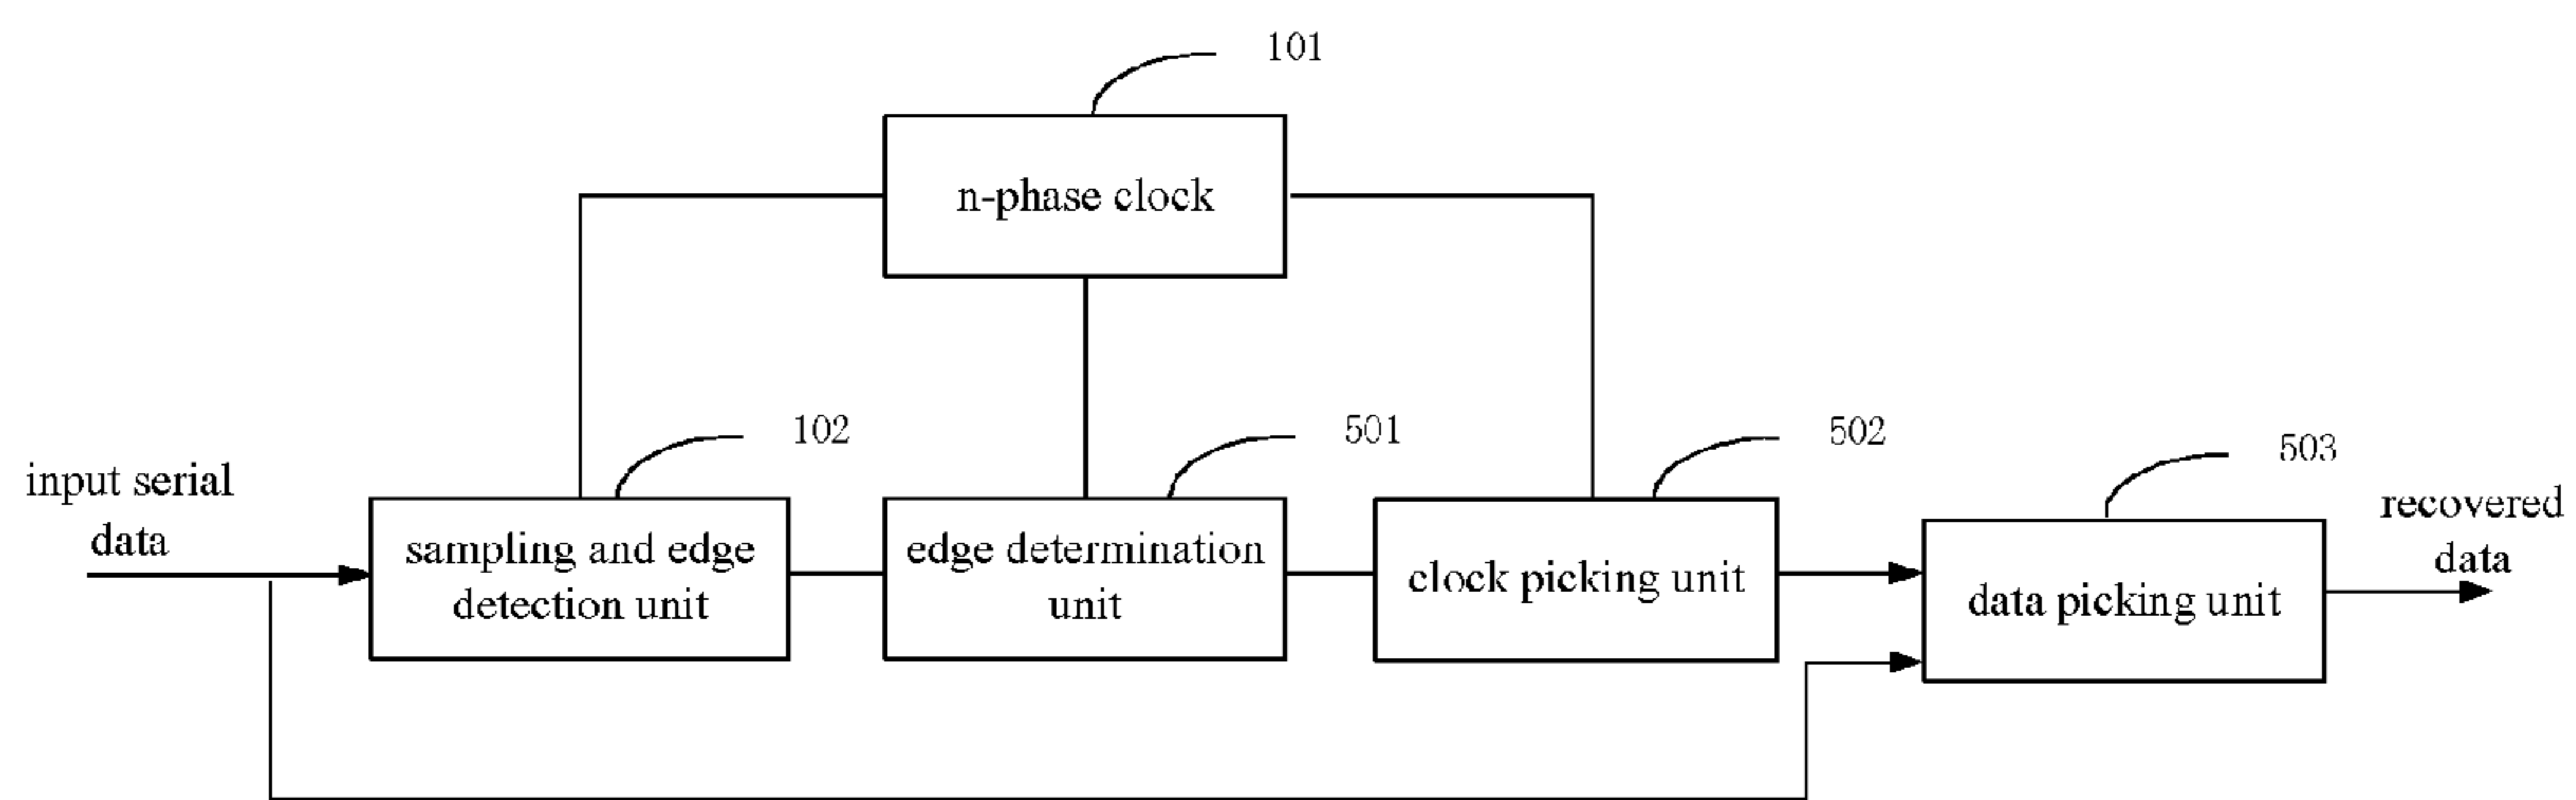 101
n-phase clock
102
501
502
503
input serial
data
sampling and edge
detection unit
edge determination
unit
clock picking unit
data picking unit
recovered
data